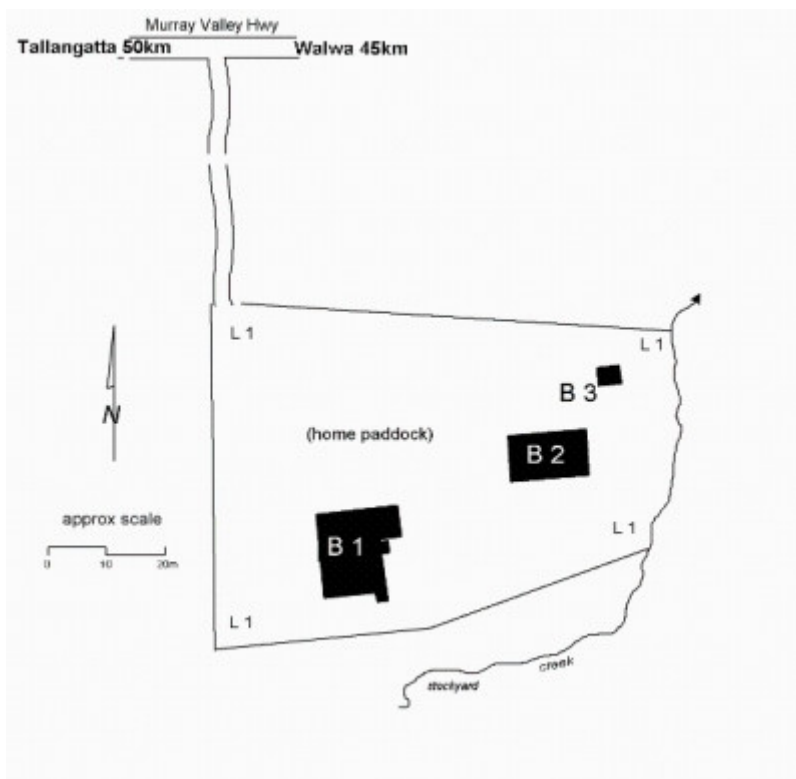 Murray Valley Hwy
Tallangatta 50km
Walwa 45km
L 1
L 1
B 3
N
(home paddock)
B 2
approx scale
0 10 20m
B 1
L 1
L 1
creek
stockyard